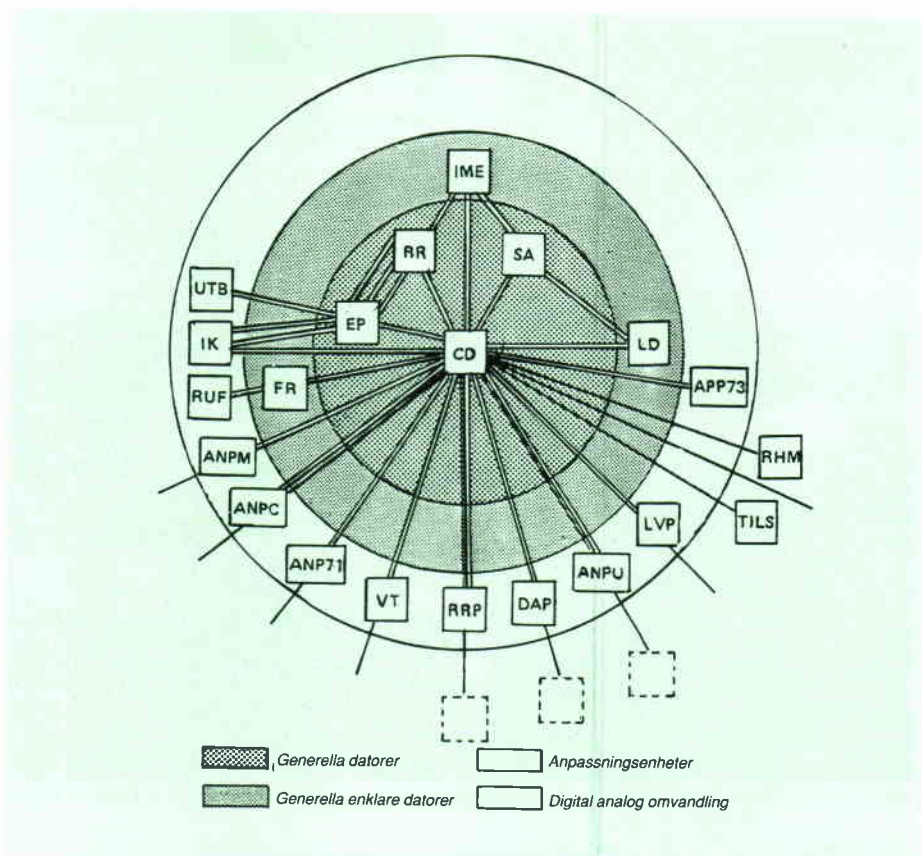 IME
RR
SA
UTB
EP
IK
CD
LD
RUF
FR
APP73
ANPM
RHM
ANPC
LVP
TILS
ANP71
ANPU
VT
RRP
DAP
Generella datorer
Anpassningsenheter
Generella enklare datorer
Digital analog omvandling